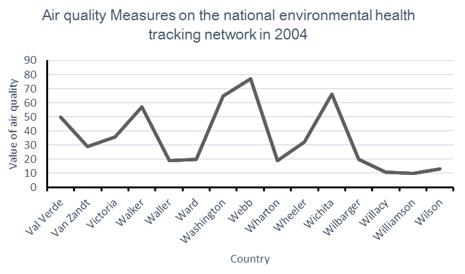 Air quality Measures on the national environmental health
tracking network in 2004
Value of air quality
90
80
70
60
50
40
30
20
10
0
Val Verde
Van Zandt
Victoria
Walker
Waller
Ward
Washington
Webb
Wharton
Wheeler
Wichita
Wilbarger
Willacy
Williamson
Wilson
Country